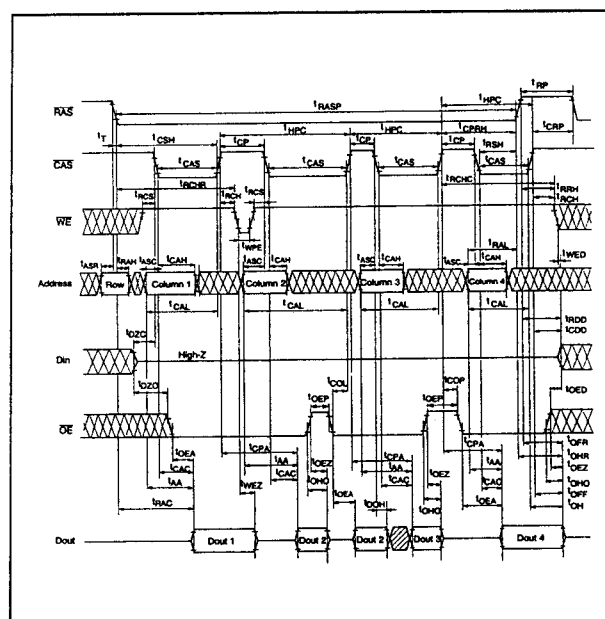 tRP
RAS tRASP tHPC
tT tCSH tHPC tHPC tCPRH tCRP
tCP tCP tCP tRSH
CAS tCAS tCAS tCAS tCAS
tRCHR tRCHC
tRCS tRCH tRCS tRRH
tRCH
WE
tWPE
tASR tRAH tASC tCAH tASC tCAH tASC tCAH tASC tRAL tCAH tWED
Address Row Column 1 Column 2 Column 3 Column 4
tCAL tCAL tCAL tCAL
tRDD
tDZC tCDD
Din High-Z
tDZO tCOL tCOP tOED
tOEP tOEP
OE
tOEA tCPA tCPA tCPA tOFR
tCAC tAA tOEZ tAA tAA tOHR
tAA tCAC tOHO tCAC tOEZ tCAC tOEZ
tWEZ tOEA tOHO tOHO
tRAC tDOH tOEA tOFF
tOH
Dout Dout 1 Dout 2 Dout 2 Dout 3 Dout 4